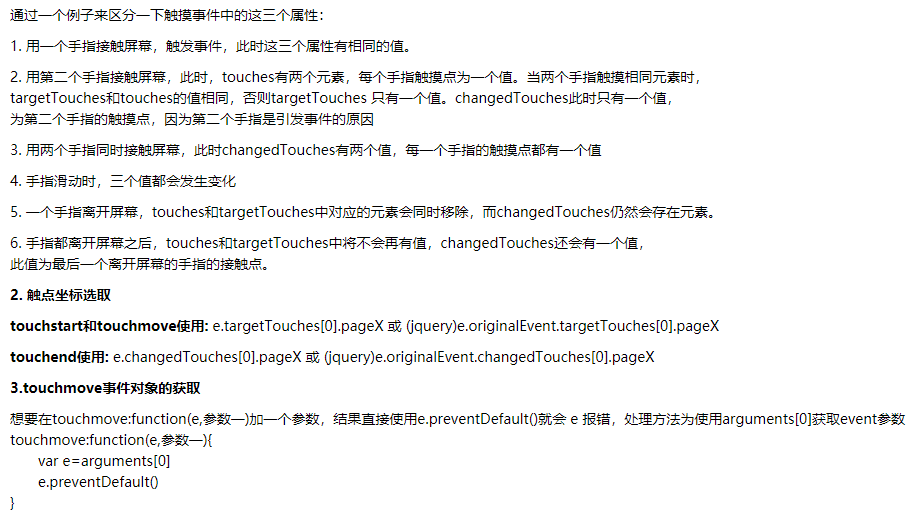 通过一个例子来区分一下触摸事件中的这三个属性：
1. 用一个手指接触屏幕，触发事件，此时这三个属性有相同的值。
2. 用第二个手指接触屏幕，此时，touches有两个元素，每个手指触摸点为一个值。当两个手指触摸相同元素时，
targetTouches和touches的值相同，否则targetTouches 只有一个值。changedTouches此时只有一个值，
为第二个手指的触摸点，因为第二个手指是引发事件的原因
3. 用两个手指同时接触屏幕，此时changedTouches有两个值，每一个手指的触摸点都有一个值
4. 手指滑动时，三个值都会发生变化
5. 一个手指离开屏幕，touches和targetTouches中对应的元素会同时移除，而changedTouches仍然会存在元素。
6. 手指都离开屏幕之后，touches和targetTouches中将不会再有值，changedTouches还会有一个值，
此值为最后一个离开屏幕的手指的接触点。
2. 触点坐标选取
touchstart和touchmove使用: e.targetTouches[0].pageX 或 (jquery)e.originalEvent.targetTouches[0].pageX
touchend使用: e.changedTouches[0].pageX 或 (jquery)e.originalEvent.changedTouches[0].pageX
3.touchmove事件对象的获取
想要在touchmove:function(e,参数一)加一个参数，结果直接使用e.preventDefault()就会 e 报错，处理方法为使用arguments[0]获取event参数
touchmove:function(e,参数一){
var e=arguments[0]
e.preventDefault()
}